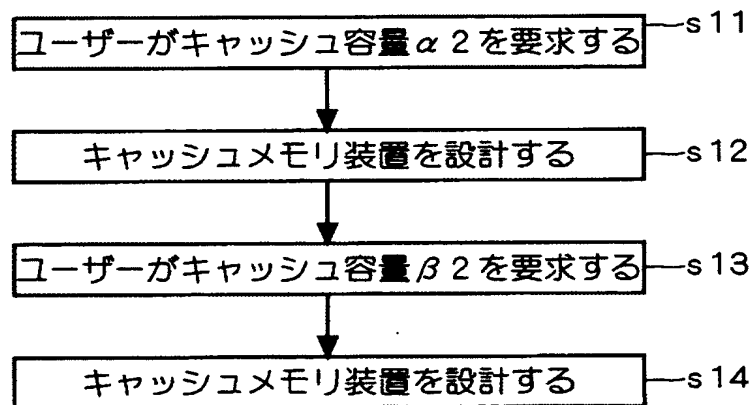 ユーザーがキャッシュ容量α2を要求する s11
キャッシュメモリ装置を設計する s12
ユーザーがキャッシュ容量β2を要求する s13
キャッシュメモリ装置を設計する s14